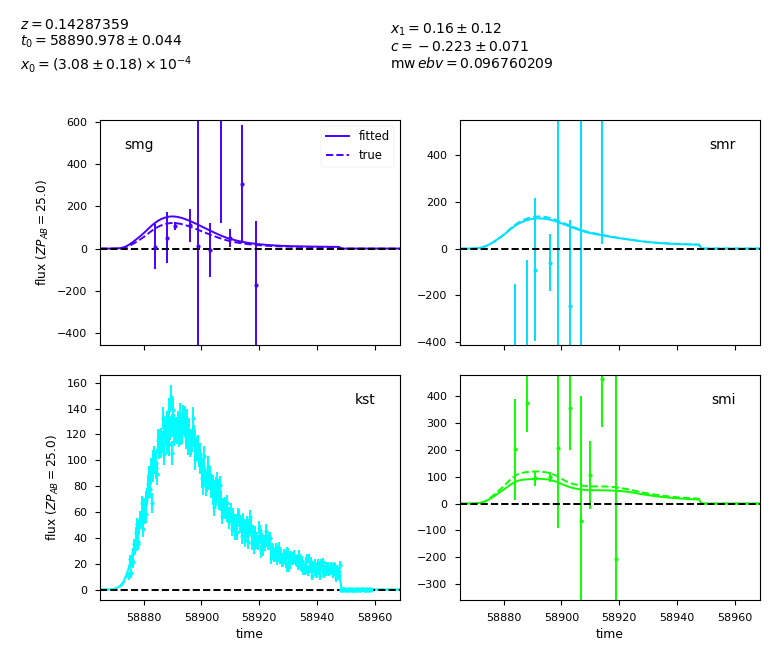 z = 0.14287359
t₀ = 58890.978 ± 0.044
x₀ = (3.08 ± 0.18) × 10⁻⁴
x₁ = 0.16 ± 0.12
c = −0.223 ± 0.071
mw ebv = 0.096760209
smg
fitted
true
600
400
200
0
−200
−400
flux (ZP_AB = 25.0)
smr
400
200
0
−200
−400
kst
160
140
120
100
80
60
40
20
0
flux (ZP_AB = 25.0)
58880 58900 58920 58940 58960
time
smi
400
300
200
100
0
−100
−200
−300
58880 58900 58920 58940 58960
time